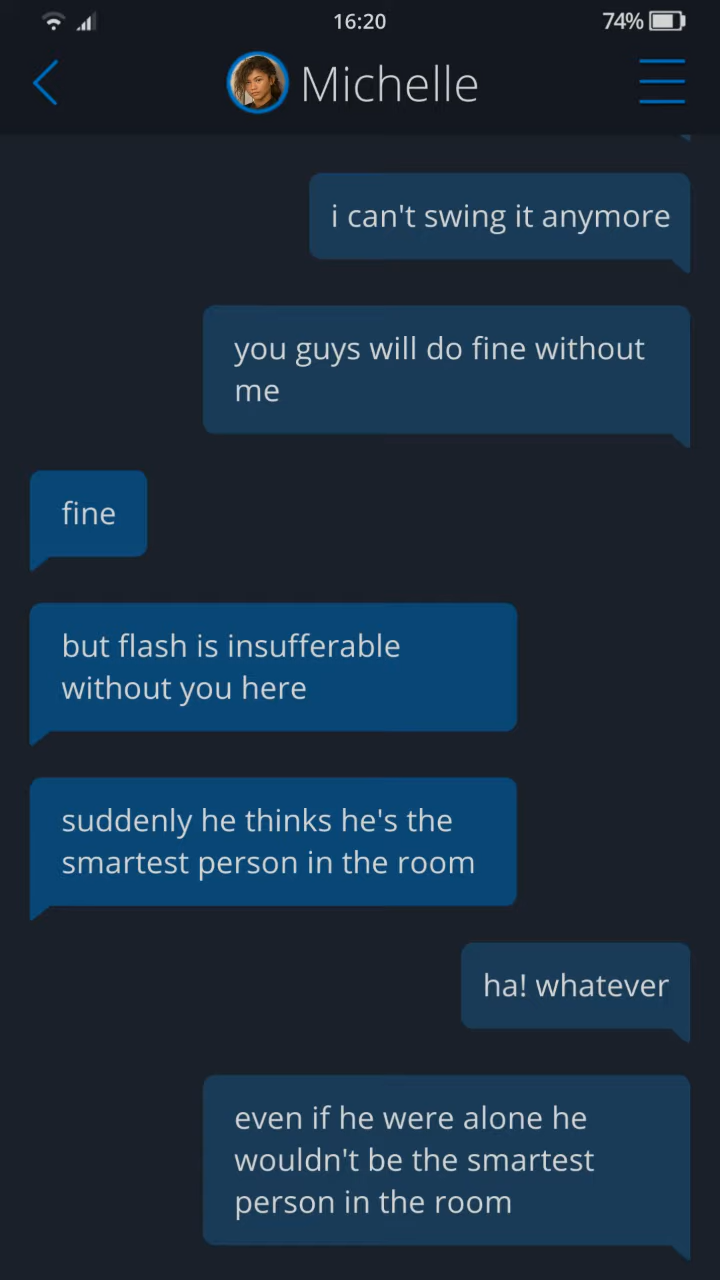 16:20
74%
Michelle
i can't swing it anymore
you guys will do fine without
me
fine
but flash is insufferable
without you here
suddenly he thinks he's the
smartest person in the room
ha! whatever
even if he were alone he
wouldn't be the smartest
person in the room